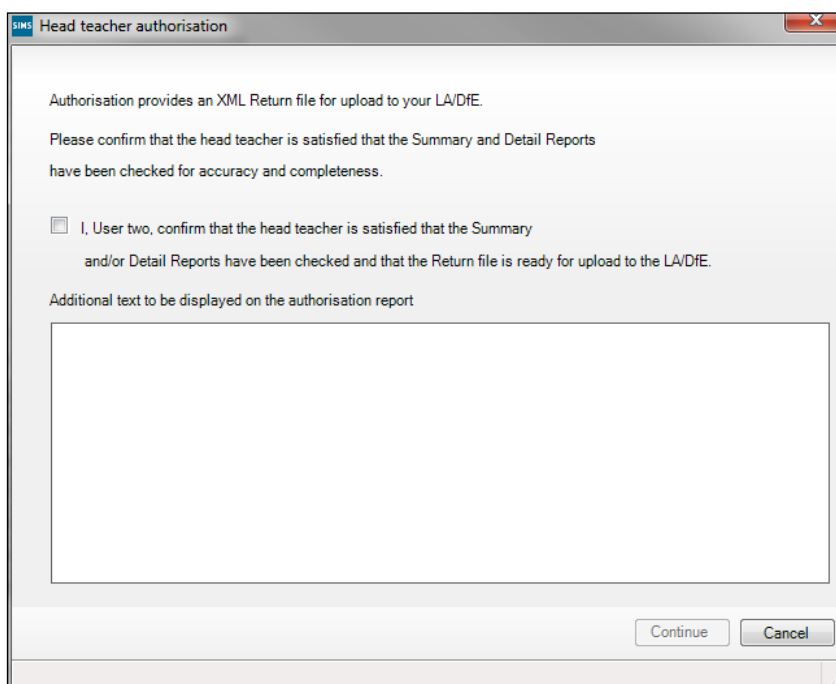 SIMS Head teacher authorisation
Authorisation provides an XML Return file for upload to your LA/DfE.
Please confirm that the head teacher is satisfied that the Summary and Detail Reports
have been checked for accuracy and completeness.
I, User two, confirm that the head teacher is satisfied that the Summary
and/or Detail Reports have been checked and that the Return file is ready for upload to the LA/DfE.
Additional text to be displayed on the authorisation report
Continue Cancel